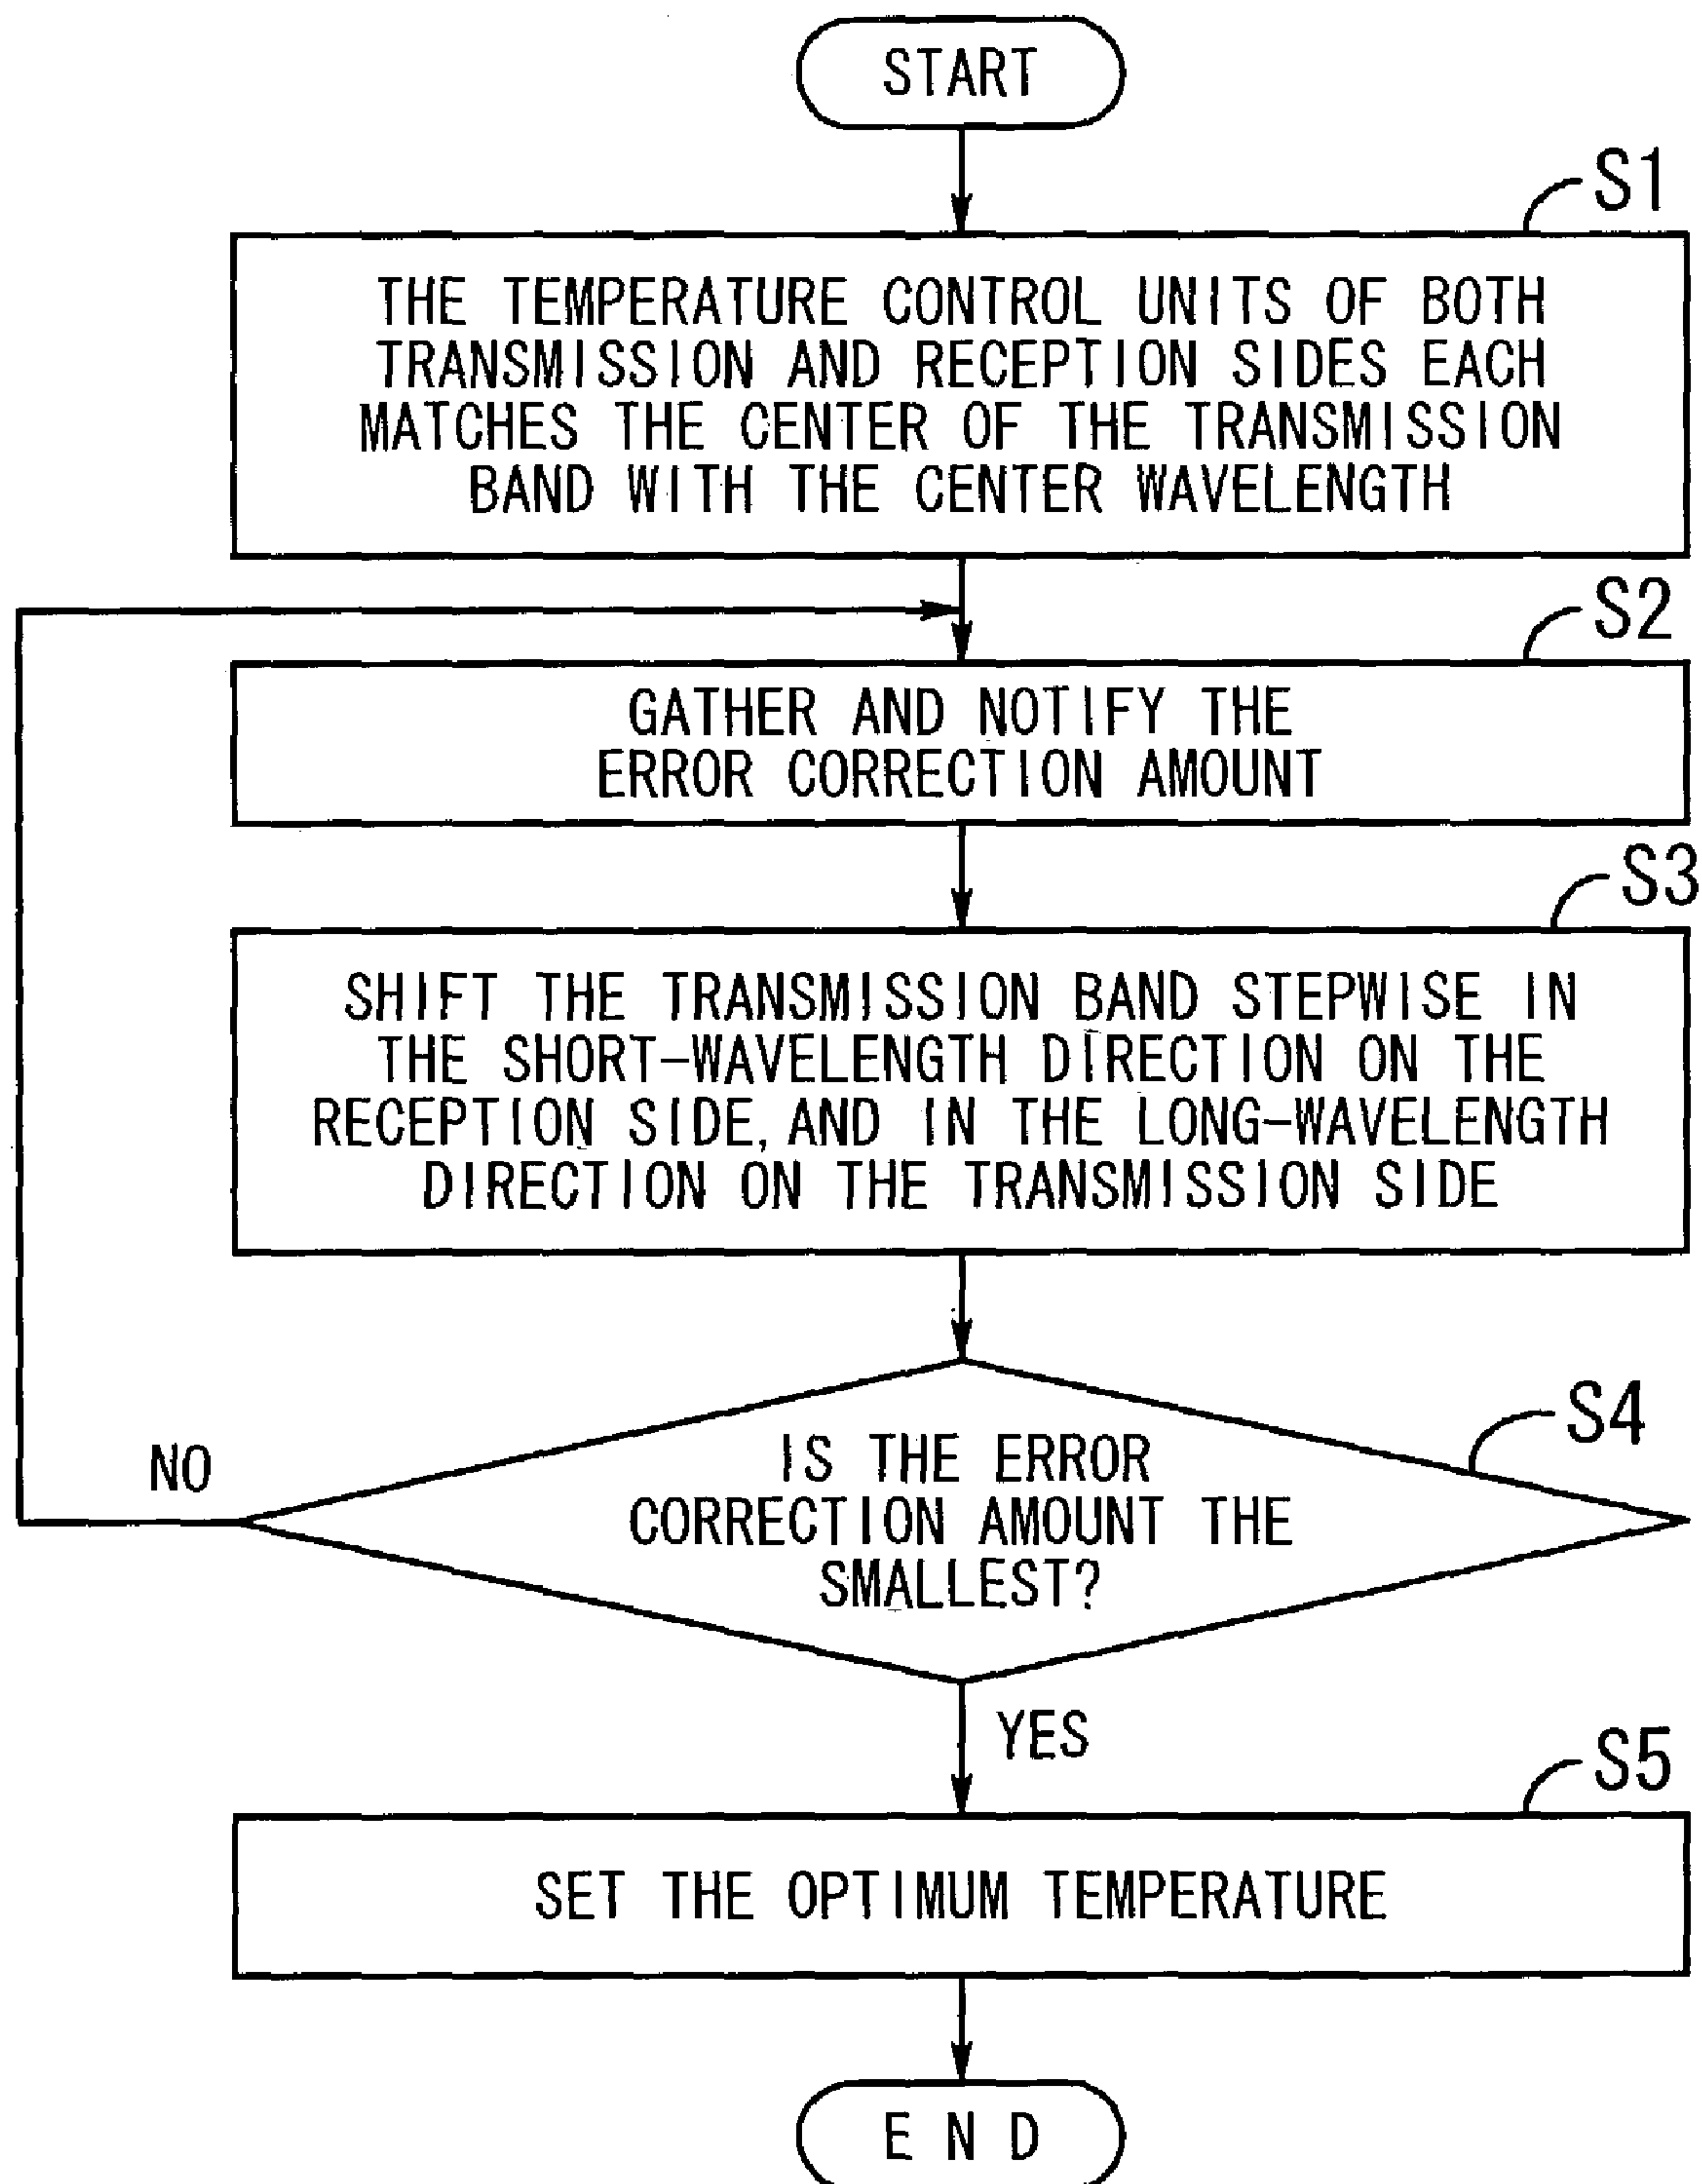 START
S1
THE TEMPERATURE CONTROL UNITS OF BOTH
TRANSMISSION AND RECEPTION SIDES EACH
MATCHES THE CENTER OF THE TRANSMISSION
BAND WITH THE CENTER WAVELENGTH
S2
GATHER AND NOTIFY THE
ERROR CORRECTION AMOUNT
S3
SHIFT THE TRANSMISSION BAND STEPWISE IN
THE SHORT-WAVELENGTH DIRECTION ON THE
RECEPTION SIDE, AND IN THE LONG-WAVELENGTH
DIRECTION ON THE TRANSMISSION SIDE
S4
IS THE ERROR
CORRECTION AMOUNT THE
SMALLEST?
NO
YES
S5
SET THE OPTIMUM TEMPERATURE
END